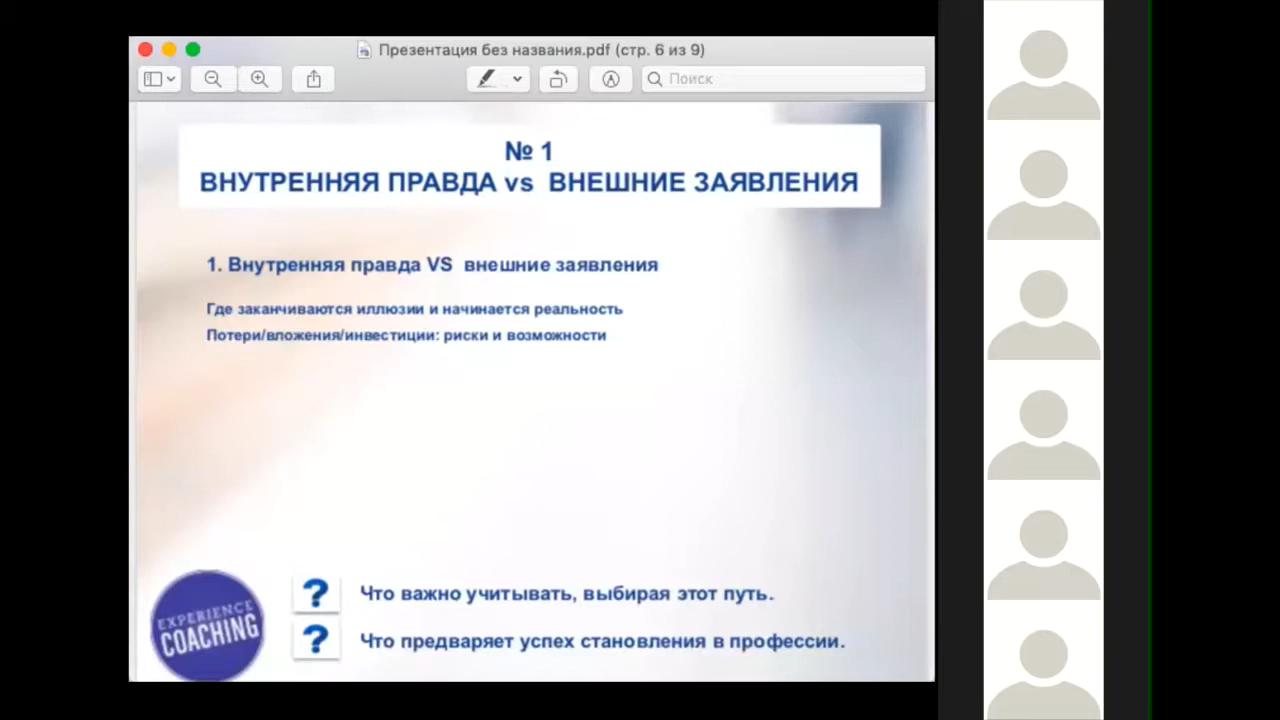 Презентация без названия.pdf (стр. 6 из 9)
Поиск
№ 1
ВНУТРЕННЯЯ ПРАВДА vs ВНЕШНИЕ ЗАЯВЛЕНИЯ
1. Внутренняя правда VS внешние заявления
Где заканчиваются иллюзии и начинается реальность
Потери/вложения/инвестиции: риски и возможности
EXPERIENCE
COACHING
? Что важно учитывать, выбирая этот путь.
? Что предваряет успех становления в профессии.